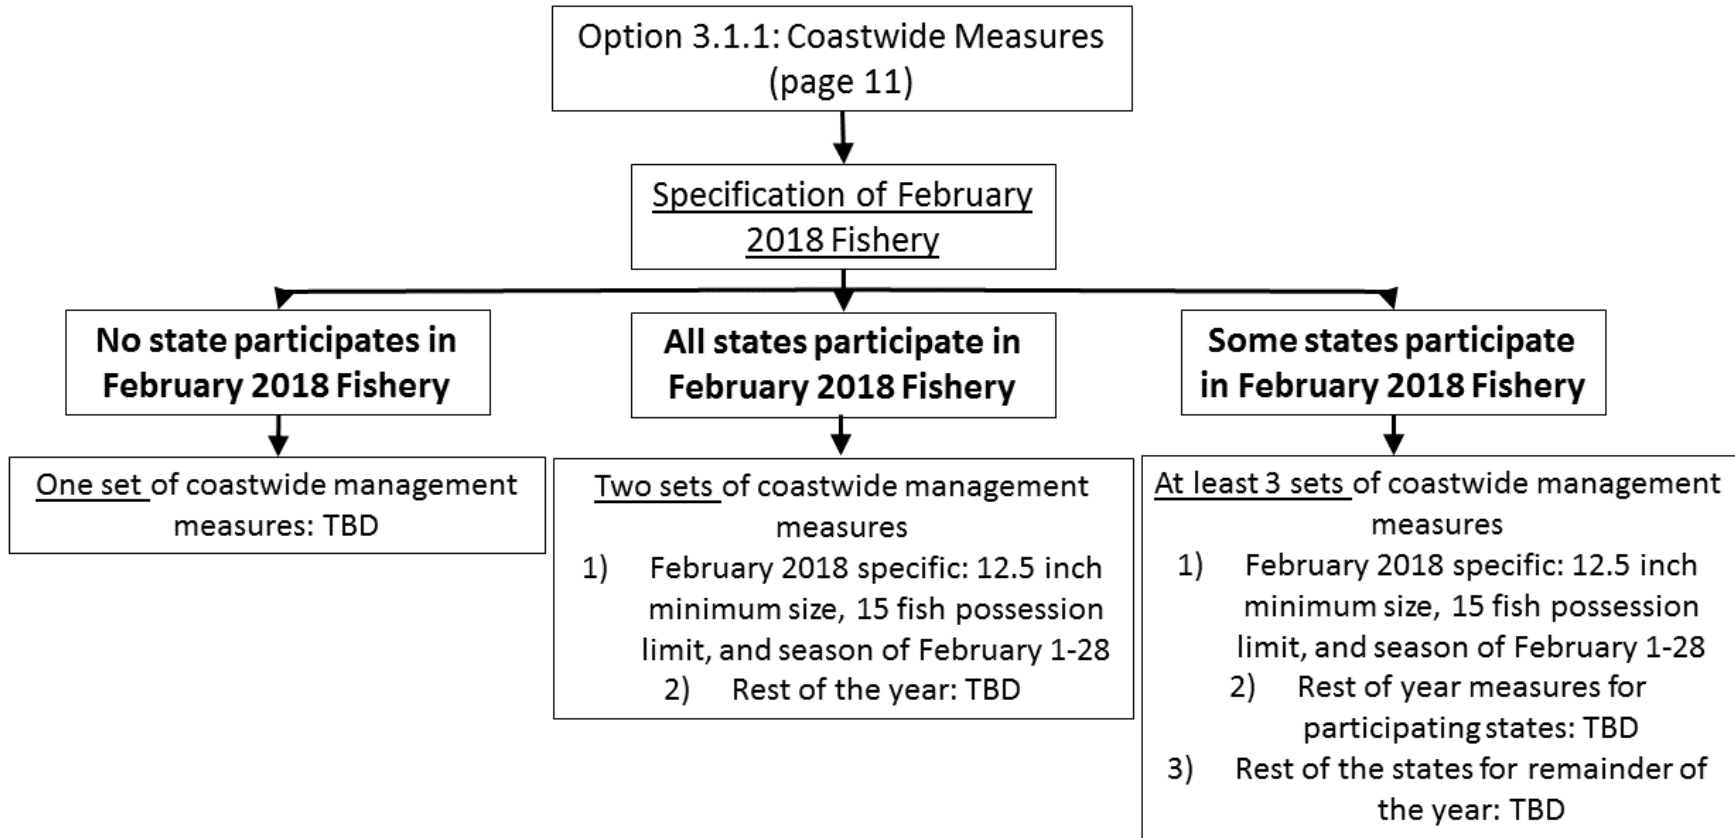 Option 3.1.1: Coastwide Measures
(page 11)
Specification of February
2018 Fishery
No state participates in
February 2018 Fishery
All states participate in
February 2018 Fishery
Some states participate
in February 2018 Fishery
One set of coastwide management
measures: TBD
Two sets of coastwide management
measures
1) February 2018 specific: 12.5 inch
minimum size, 15 fish possession
limit, and season of February 1-28
2) Rest of the year: TBD
At least 3 sets of coastwide management
measures
1) February 2018 specific: 12.5 inch
minimum size, 15 fish possession
limit, and season of February 1-28
2) Rest of year measures for
participating states: TBD
3) Rest of the states for remainder of
the year: TBD